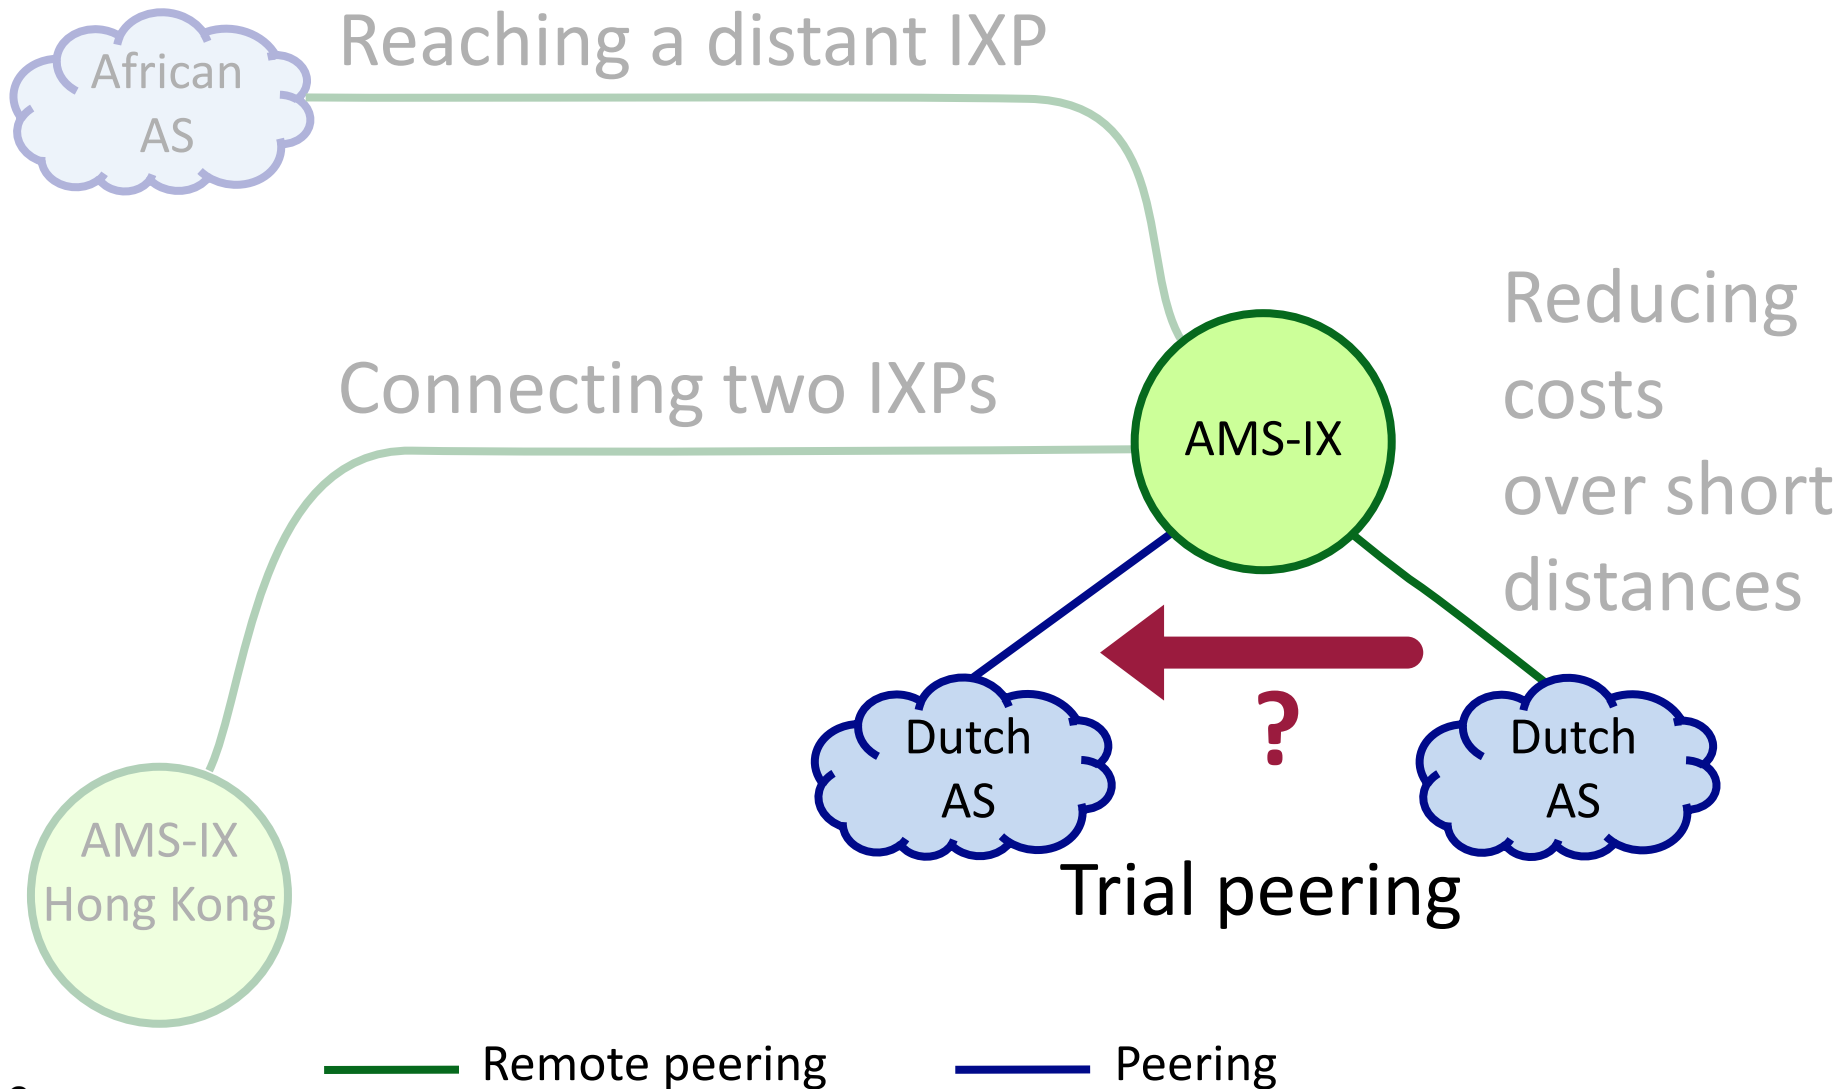 African
AS
Reaching a distant IXP
Reducing
costs
over short
distances
Connecting two IXPs
AMS-IX
?
Dutch
AS
Dutch
AS
Trial peering
AMS-IX
Hong Kong
Remote peering
Peering